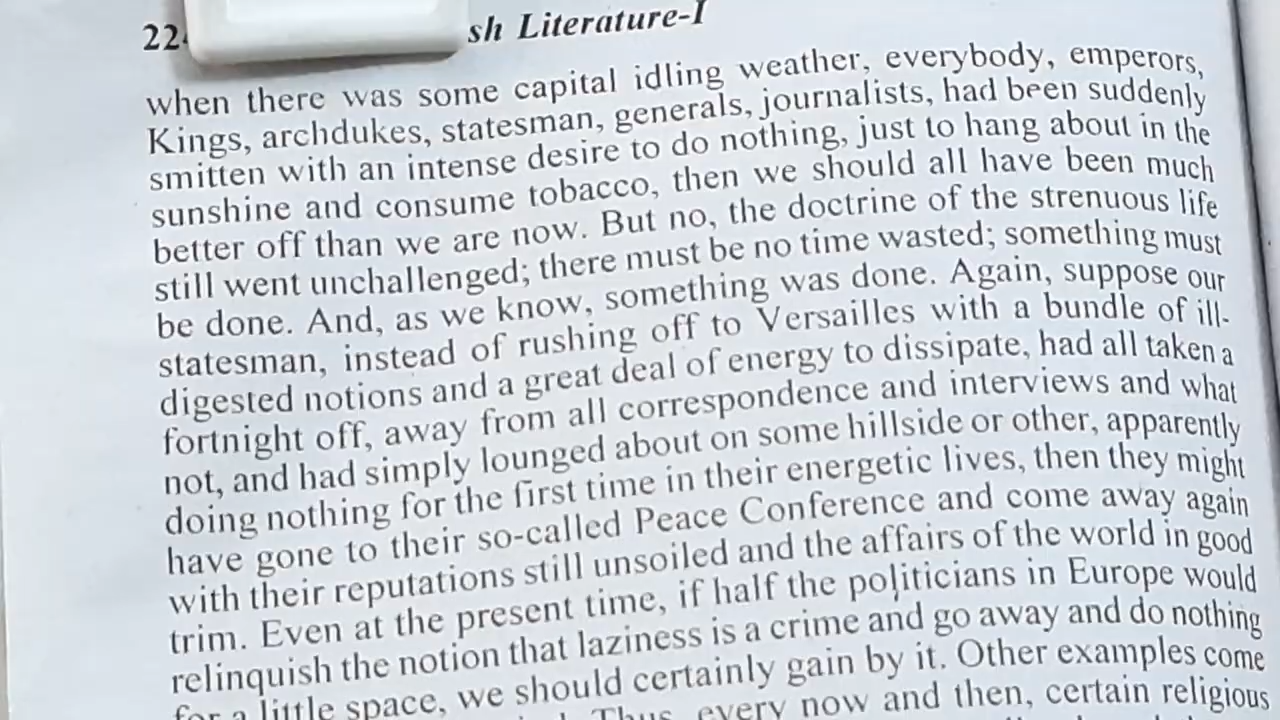 22
sh Literature-I
when there was some capital idling weather, everybody, emperors,
Kings, archdukes, statesman, generals, journalists, had been suddenly
smitten with an intense desire to do nothing, just to hang about in the
sunshine and consume tobacco, then we should all have been much
better off than we are now. But no, the doctrine of the strenuous life
still went unchallenged; there must be no time wasted; something must
be done. And, as we know, something was done. Again, suppose our
statesman, instead of rushing off to Versailles with a bundle of ill-
digested notions and a great deal of energy to dissipate, had all taken a
fortnight off, away from all correspondence and interviews and what
not, and had simply lounged about on some hillside or other, apparently
doing nothing for the first time in their energetic lives, then they might
have gone to their so-called Peace Conference and come away again
with their reputations still unsoiled and the affairs of the world in good
trim. Even at the present time, if half the politicians in Europe would
relinquish the notion that laziness is a crime and go away and do nothing
for a little space, we should certainly gain by it. Other examples come
Thus, every now and then, certain religious